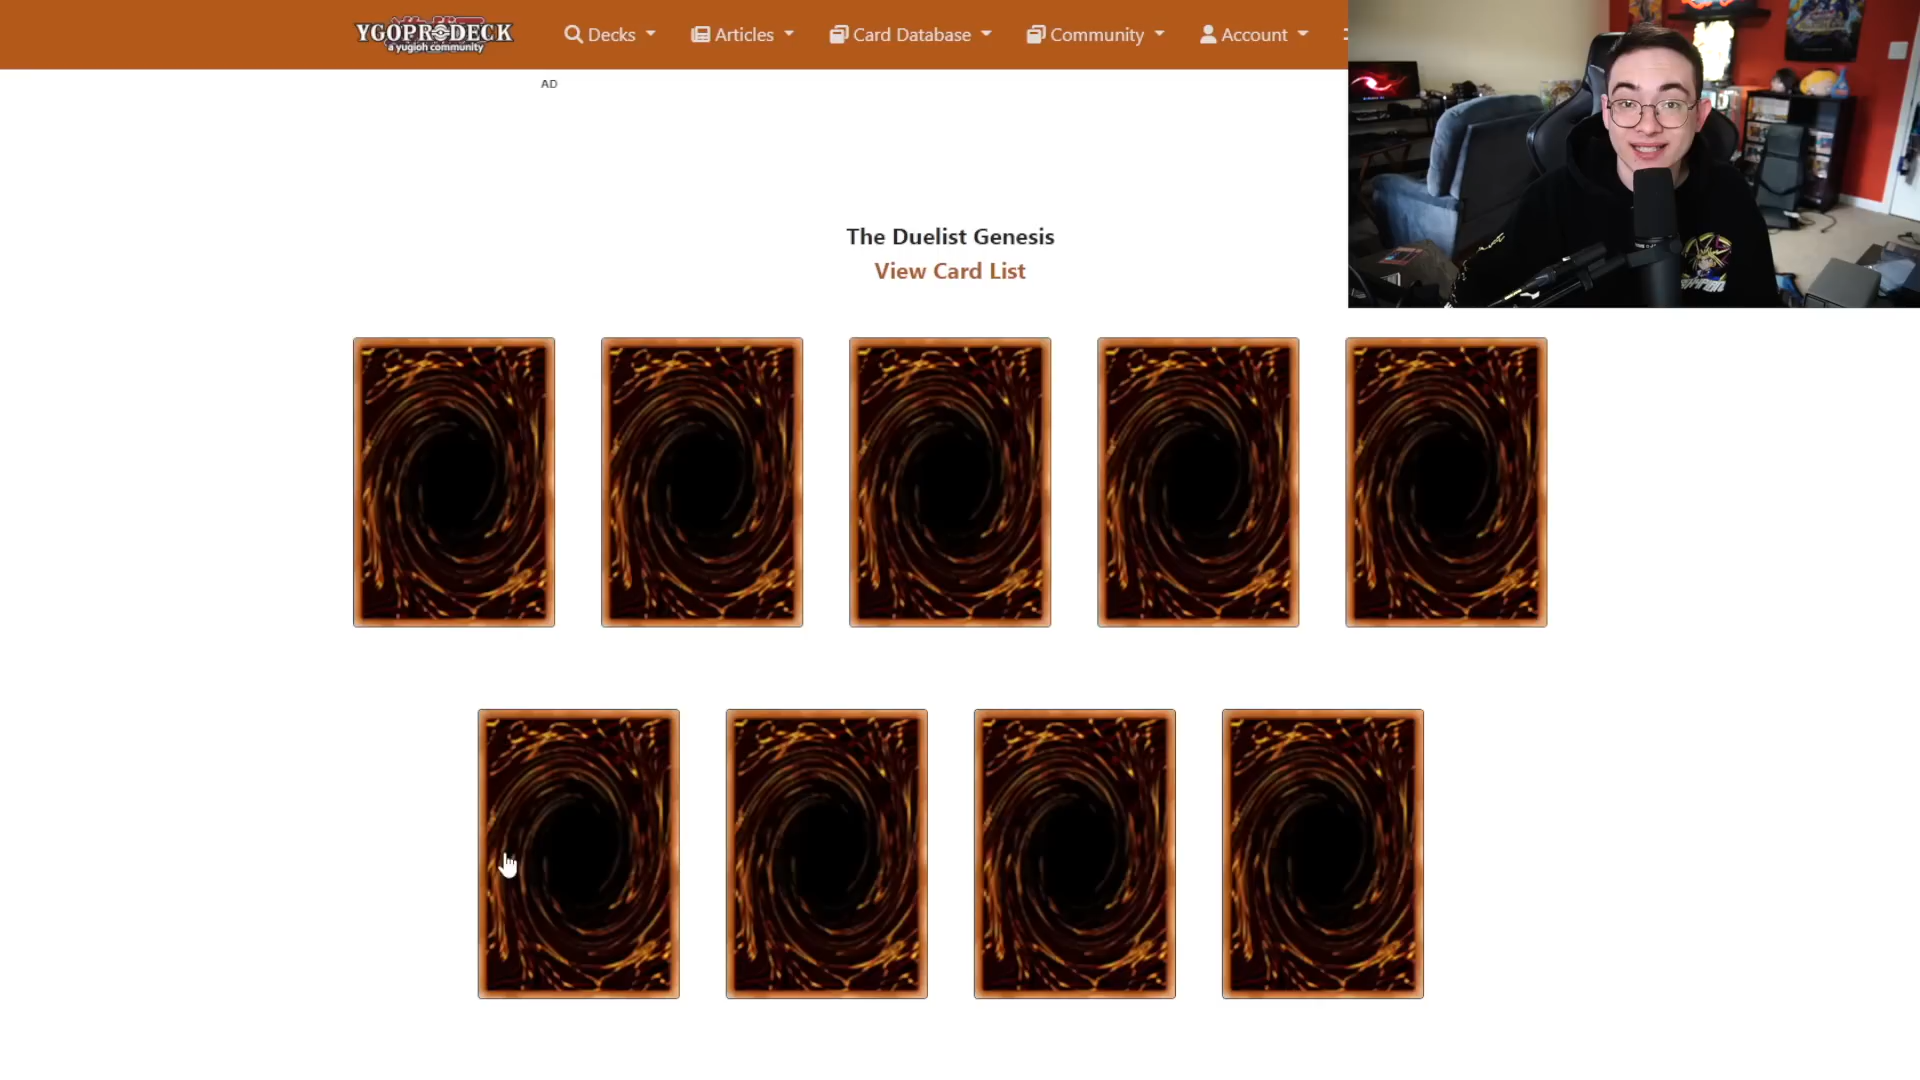 YGOPRODECK
a yugioh community
Decks
Articles
Card Database
Community
Account
AD
The Duelist Genesis
View Card List